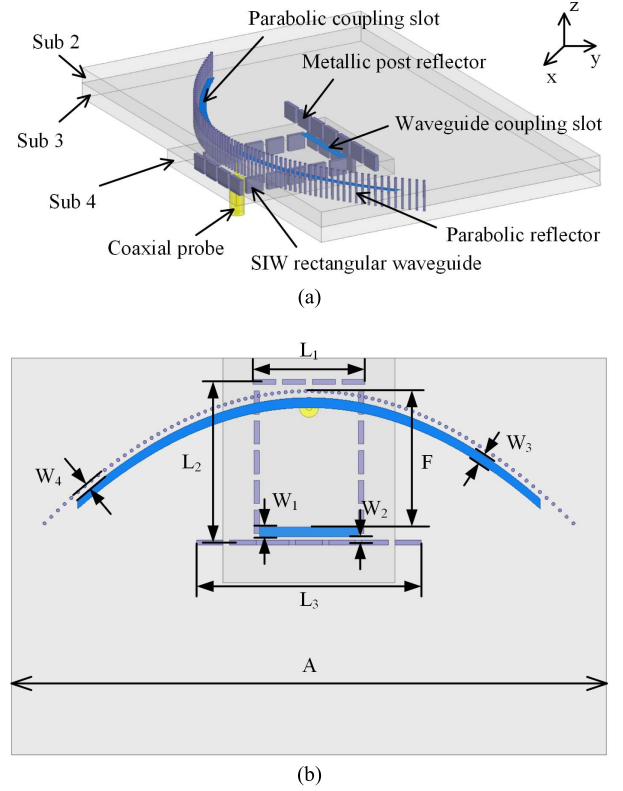 Parabolic coupling slot
z
Sub 2
Metallic post reflector
y
x
Waveguide coupling slot
Sub 3
Sub 4
Parabolic reflector
Coaxial probe
SIW rectangular waveguide
(a)
L1
W3
W4
L2
F
W1
W2
L3
A
(b)